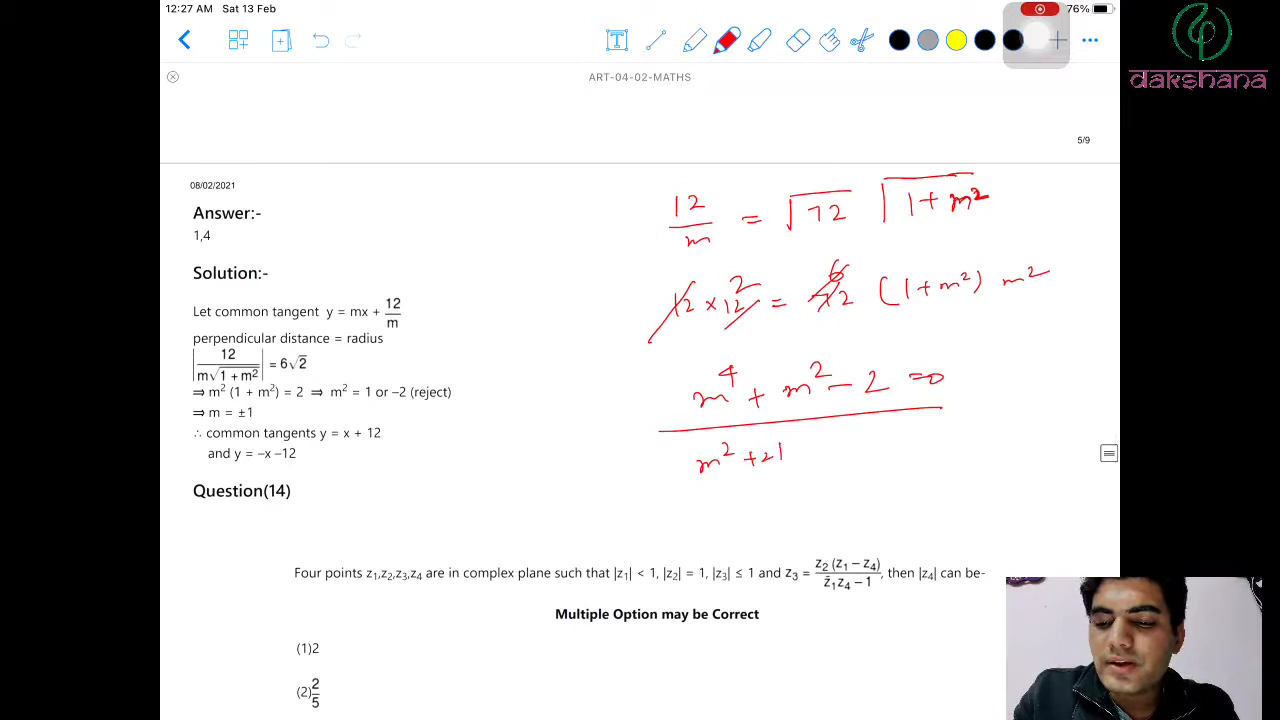 12:27 AM Sat 13 Feb
76%
dakshana
ART-04-02-MATHS
5/9
08/02/2021
Answer:-
1,4
Solution:-
Let common tangent y = mx + 12/m
perpendicular distance = radius
|12/(m√(1 + m²))| = 6√2
⇒ m² (1 + m²) = 2 ⇒ m² = 1 or –2 (reject)
⇒ m = ±1
∴ common tangents y = x + 12
and y = –x –12
12/m = √72 √(1+m²)
12 × 12 2 = 72 6 (1+m²) m²
m⁴ + m² − 2 = 0
Question(14)
Four points z₁,z₂,z₃,z₄ are in complex plane such that |z₁| < 1, |z₂| = 1, |z₃| ≤ 1 and z₃ = z₂ (z₁ – z₄)/(z̄₁z₄ – 1), then |z₄| can be-
Multiple Option may be Correct
(1)2
(2)2/5